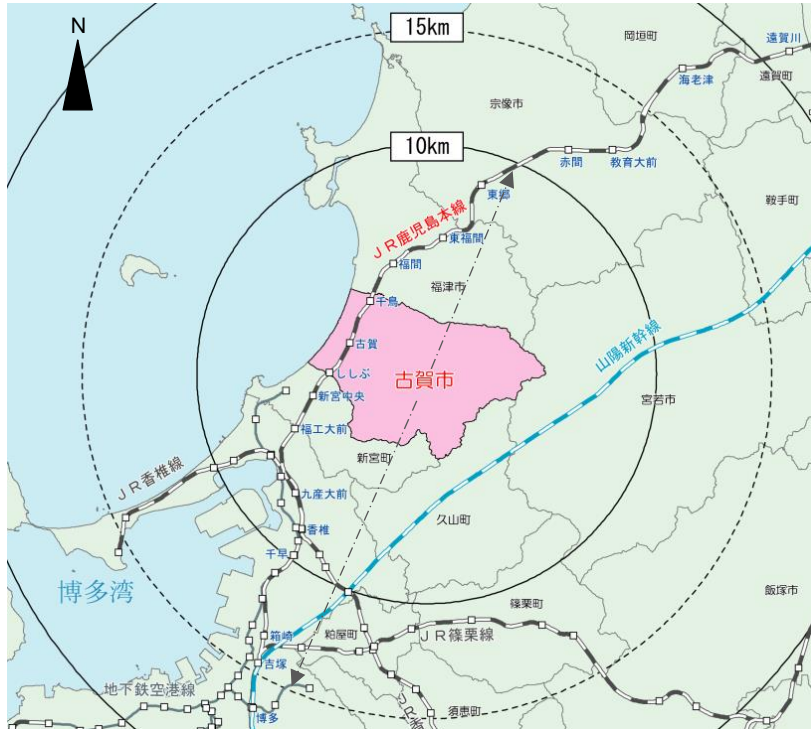 N
15km
岡垣町
遠賀川
遠賀町
海老津
宗像市
10km
赤間
教育大前
鞍手町
東郷
JR鹿児島本線
東福間
福間
福津市
千鳥
山陽新幹線
古賀
ししぶ
古賀市
新宮中央
宮若市
福工大前
新宮町
JR香椎線
九産大前
久山町
香椎
千早
博多湾
飯塚市
篠栗町
箱崎
粕屋町
JR篠栗線
吉塚
地下鉄空港線
博多
須恵町
JR香